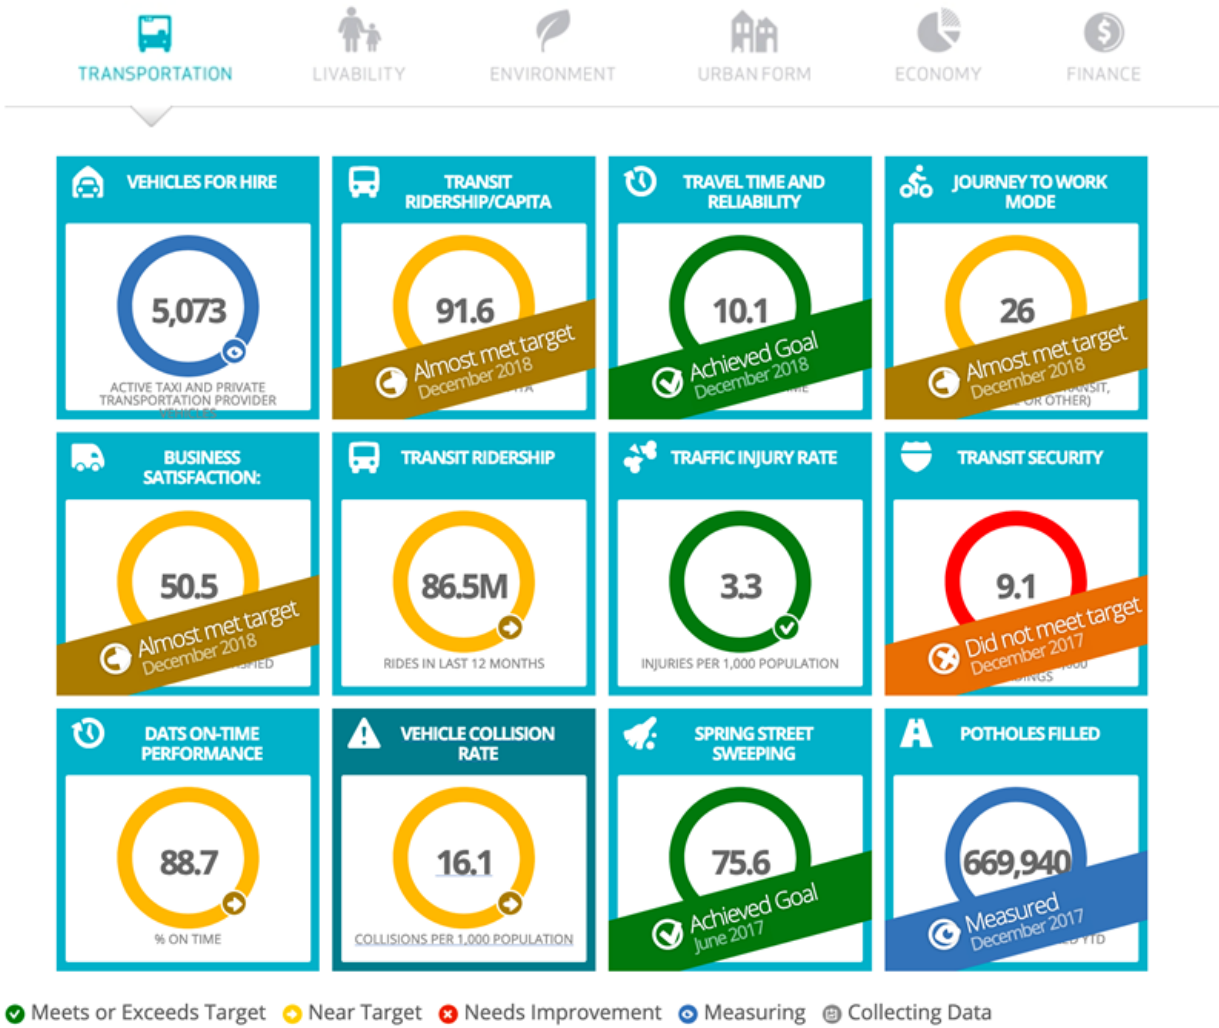 TRANSPORTATION
LIVABILITY
ENVIRONMENT
URBAN FORM
ECONOMY
FINANCE
VEHICLES FOR HIRE
5,073
ACTIVE TAXI AND PRIVATE
TRANSPORTATION PROVIDER
VEHICLES
TRANSIT
RIDERSHIP/CAPITA
91.6
Almost met target
December 2018
TRAVEL TIME AND
RELIABILITY
10.1
Achieved Goal
December 2018
JOURNEY TO WORK
MODE
26
Almost met target
December 2018
OR OTHER)
BUSINESS
SATISFACTION:
50.5
Almost met target
December 2018
TRANSIT RIDERSHIP
86.5M
RIDES IN LAST 12 MONTHS
TRAFFIC INJURY RATE
3.3
INJURIES PER 1,000 POPULATION
TRANSIT SECURITY
9.1
Did not meet target
December 2017
DATS ON-TIME
PERFORMANCE
88.7
% ON TIME
VEHICLE COLLISION
RATE
16.1
COLLISIONS PER 1,000 POPULATION
SPRING STREET
SWEEPING
75.6
Achieved Goal
June 2017
POTHOLES FILLED
669,940
Measured
December 2017
YTD
Meets or Exceeds Target Near Target Needs Improvement Measuring Collecting Data